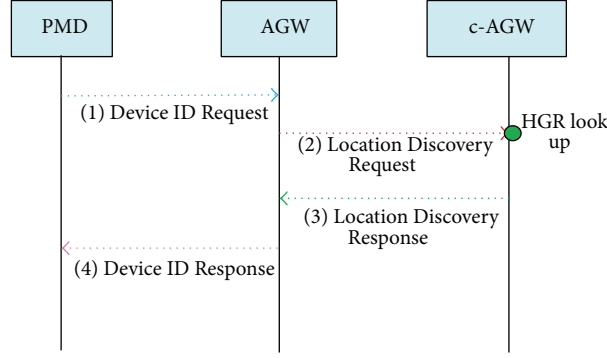 PMD
AGW
c-AGW
(1) Device ID Request
HGR look
up
(2) Location Discovery
Request
(3) Location Discovery
Response
(4) Device ID Response